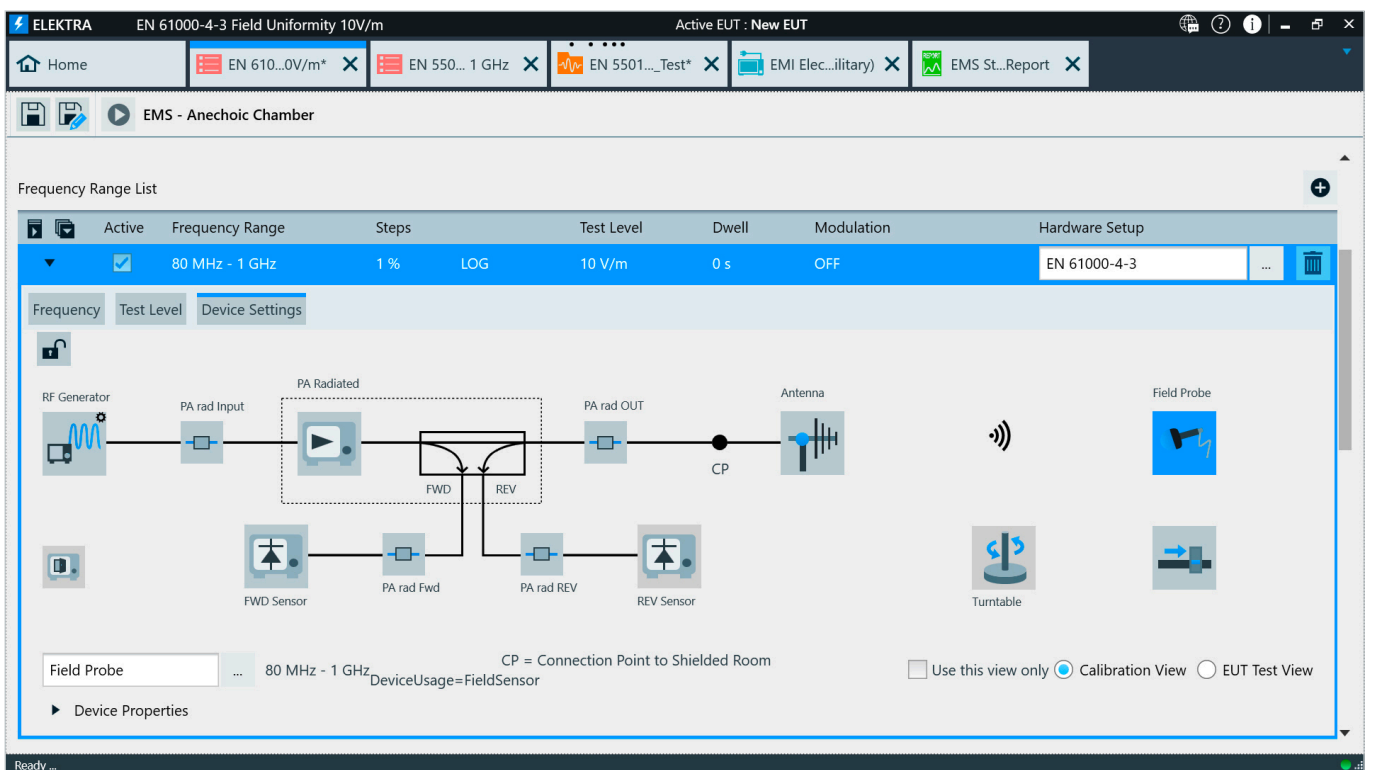 ELEKTRA EN 61000-4-3 Field Uniformity 10V/m Active EUT : New EUT
Home EN 610...0V/m* EN 550... 1 GHz EN 5501..._Test* EMI Elec...ilitary) EMS St...Report
EMS - Anechoic Chamber
Frequency Range List
Active Frequency Range Steps Test Level Dwell Modulation Hardware Setup
80 MHz - 1 GHz 1 % LOG 10 V/m 0 s OFF EN 61000-4-3 ...
Frequency Test Level Device Settings
PA Radiated
RF Generator PA rad Input PA rad OUT Antenna Field Probe
CP
FWD REV
FWD Sensor PA rad Fwd PA rad REV REV Sensor Turntable
Field Probe ... 80 MHz - 1 GHz CP = Connection Point to Shielded Room Use this view only Calibration View EUT Test View
DeviceUsage=FieldSensor
Device Properties
Ready ...